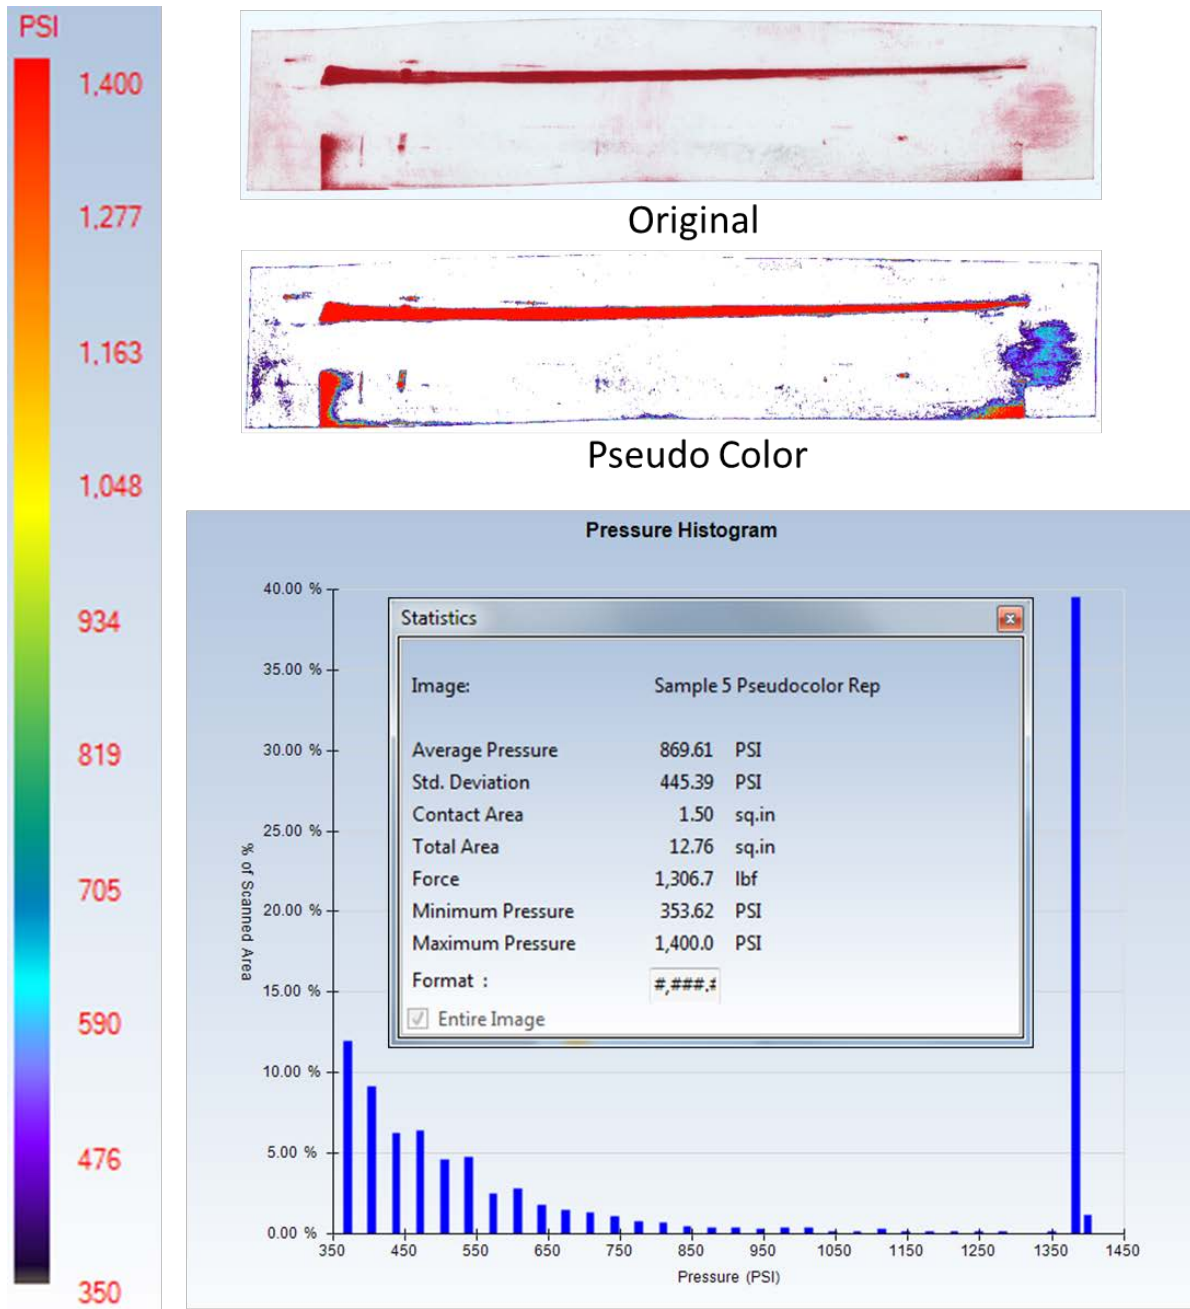 PSI
1,400
1,277
1,163
1,048
934
819
705
590
476
350
Original
Pseudo Color
Pressure Histogram
40.00 %
35.00 %
30.00 %
25.00 %
20.00 %
15.00 %
10.00 %
5.00 %
0.00 %
% of Scanned Area
Statistics
Image: Sample 5 Pseudocolor Rep
Average Pressure 869.61 PSI
Std. Deviation 445.39 PSI
Contact Area 1.50 sq.in
Total Area 12.76 sq.in
Force 1,306.7 lbf
Minimum Pressure 353.62 PSI
Maximum Pressure 1,400.0 PSI
Format : #,###.#
Entire Image
350 450 550 650 750 850 950 1050 1150 1250 1350 1450
Pressure (PSI)